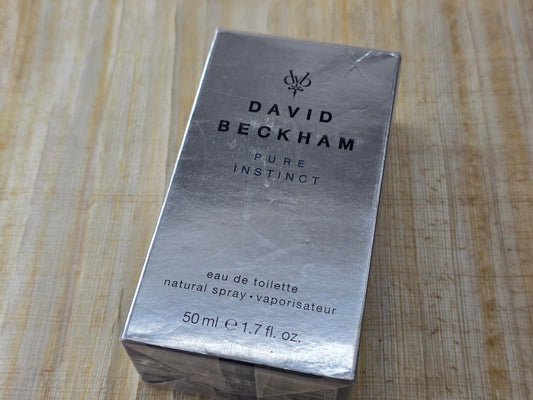 DAVID
BECKHAM
PURE
INSTINCT
eau de toilette
natural spray • vaporisateur
50 ml ℮ 1.7 fl. oz.